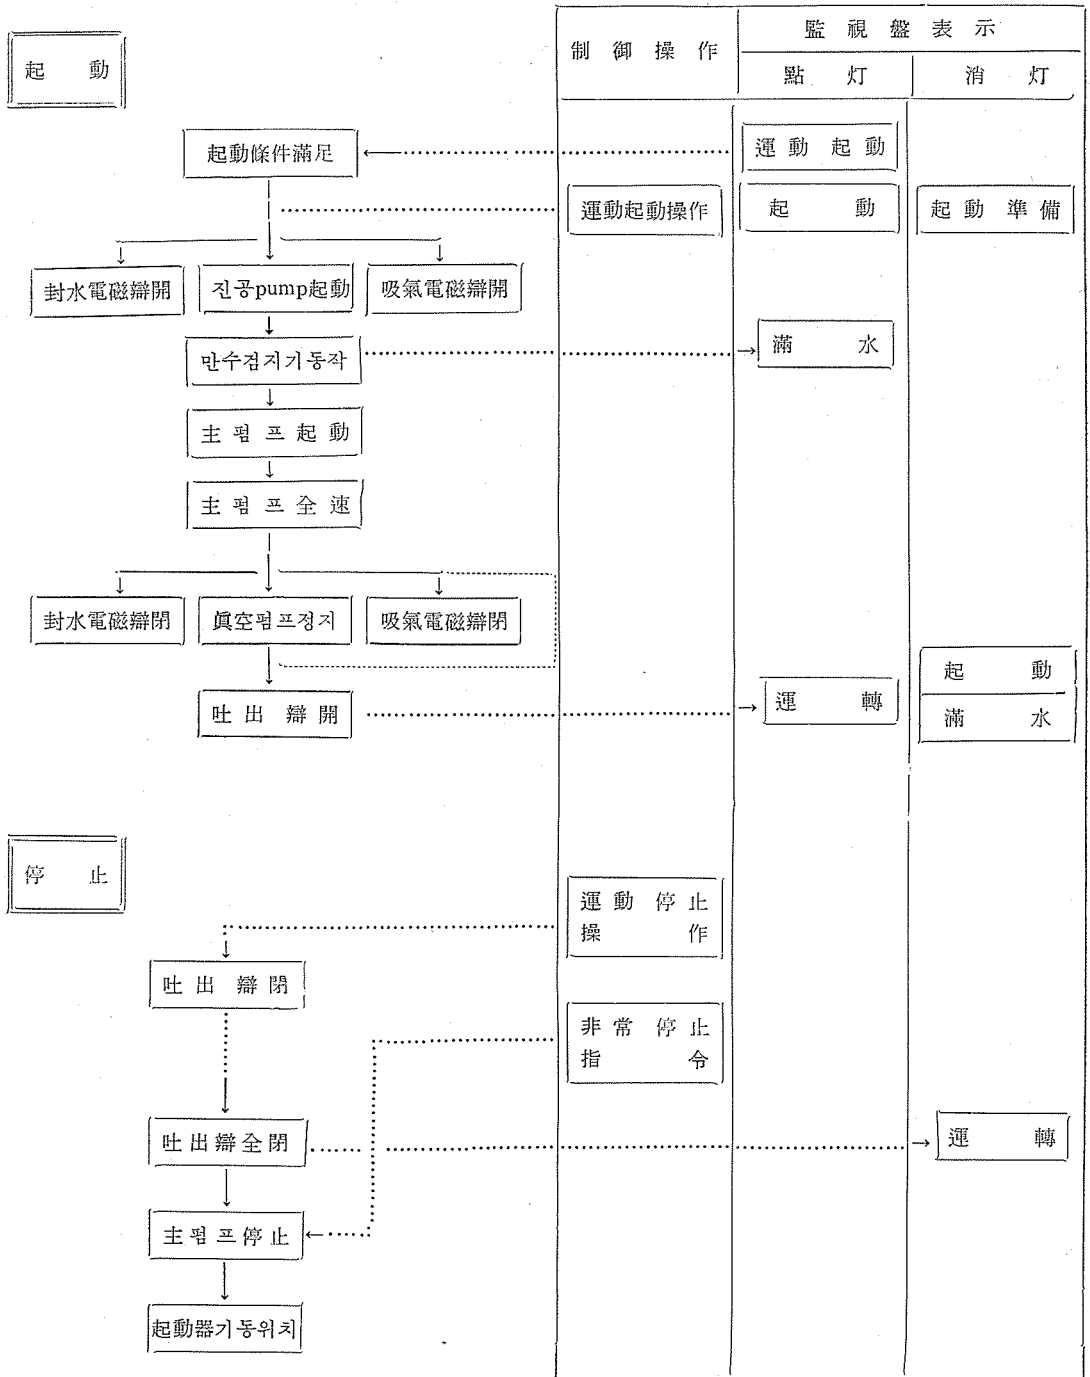 制 御 操 作
監 視 盤 表 示
點 灯
消 灯
起 動
起動條件滿足
運 動 起 動
運動起動操作
起 動
起 動 準 備
封水電磁辯開
진공pump起動
吸氣電磁辯開
만수검지기동작
滿 水
主 펌 프 起 動
主 펌 프 全 速
封水電磁辯閉
眞空펌프정지
吸氣電磁辯閉
起 動
吐 出 辯 開
運 轉
滿 水
停 止
運 動 停 止
操 作
吐 出 辯 閉
非 常 停 止
指 令
吐 出 辯 全 閉
運 轉
主 펌 프 停 止
起動器기동위치